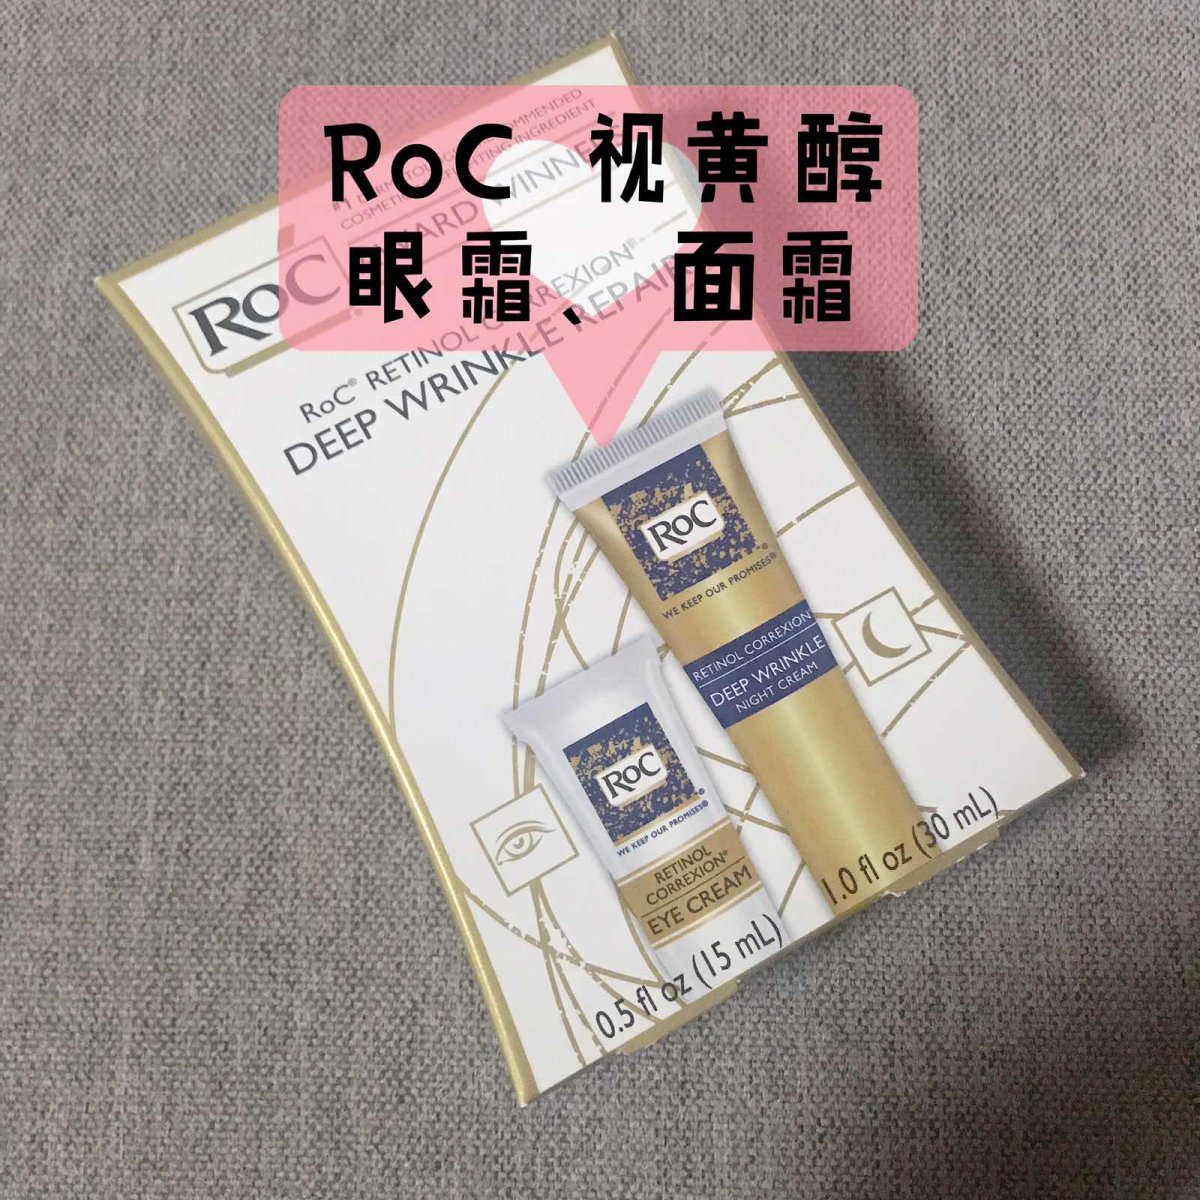 RoC 视黄醇
眼霜、面霜
AWARD WINNERS
RoC
RoC® RETINOL CORREXION®
DEEP WRINKLE REPAIR
RoC
WE KEEP OUR PROMISES®
RETINOL CORREXION
DEEP WRINKLE
NIGHT CREAM
1.0 fl oz (30 mL)
RoC
WE KEEP OUR PROMISES®
RETINOL
CORREXION®
EYE CREAM
0.5 fl oz (15 mL)